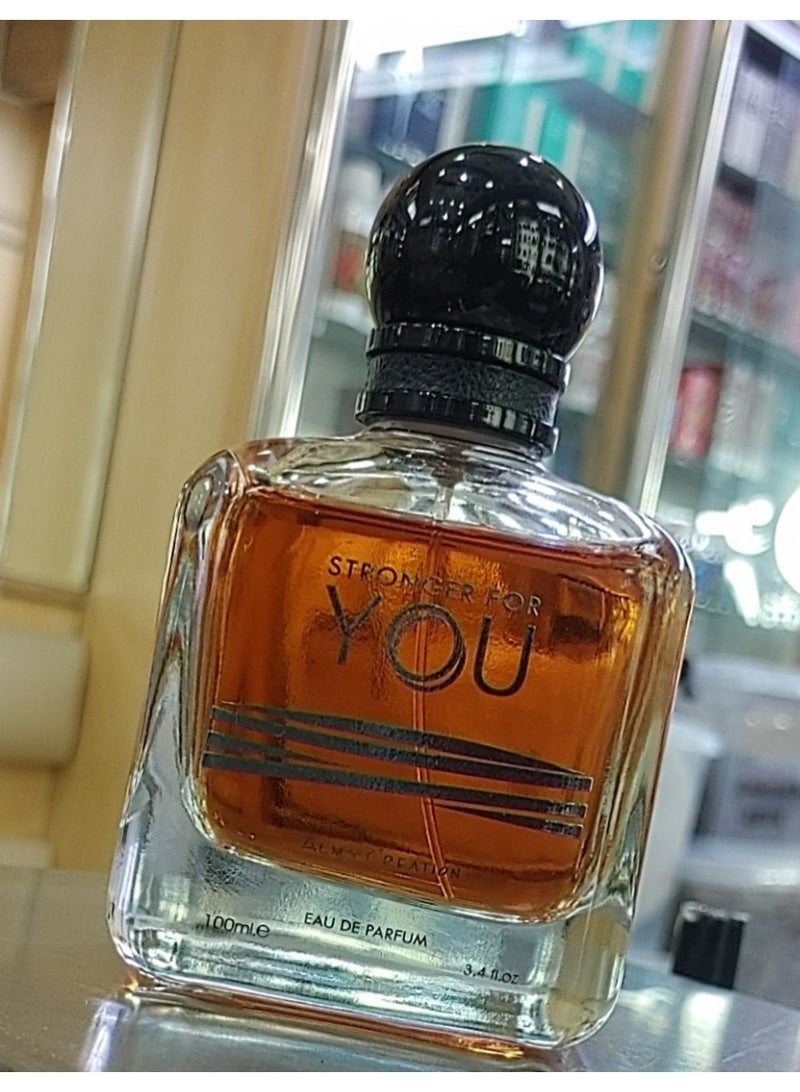 STRONGER FOR
YOU
CREATION
100ml.e EAU DE PARFUM
3,4 fl.oz